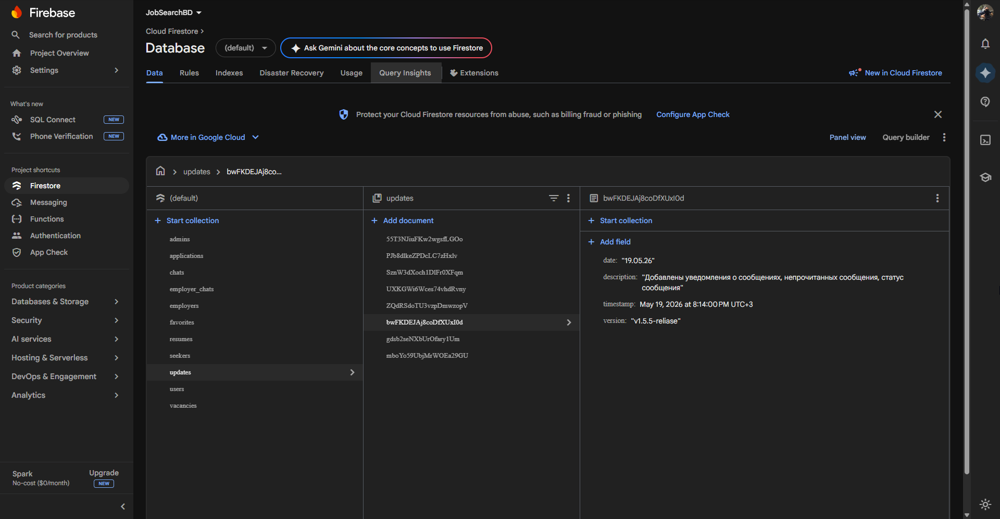 Firebase
Search for products
Project Overview
Settings
What's new
SQL Connect NEW
Phone Verification NEW
Project shortcuts
Firestore
Messaging
Functions
Authentication
App Check
Product categories
Databases & Storage
Security
AI services
Hosting & Serverless
DevOps & Engagement
Analytics
Spark
No-cost ($0/month)
Upgrade
NEW
JobSearchBD
Cloud Firestore
Database (default) Ask Gemini about the core concepts to use Firestore
Data Rules Indexes Disaster Recovery Usage Query Insights Extensions New in Cloud Firestore
Protect your Cloud Firestore resources from abuse, such as billing fraud or phishing Configure App Check
More in Google Cloud Panel view Query builder
updates bwFKDEJAj8co...
(default)
Start collection
admins
applications
chats
employer_chats
employers
favorites
resumes
seekers
updates
users
vacancies
updates
Add document
55T3NJiuFKw2wgsfLGOo
PJb8dlkeZPDcLC7zHxlv
SznW3dXoch1DlFr0XFqm
UXKGWi6Wces74vhdRvny
ZQdRSdoTU3vzpDmwzopV
bwFKDEJAj8coDfXUxI0d
gdsb2seNXbUrOfary1Um
mboYo59UbjMrWOEa29GU
bwFKDEJAj8coDfXUxI0d
Start collection
Add field
date: "19.05.26"
description: "Добавлены уведомления о сообщениях, непрочитанных сообщения, статус
сообщения"
timestamp: May 19, 2026 at 8:14:00 PM UTC+3
version: "v1.5.5-reliase"